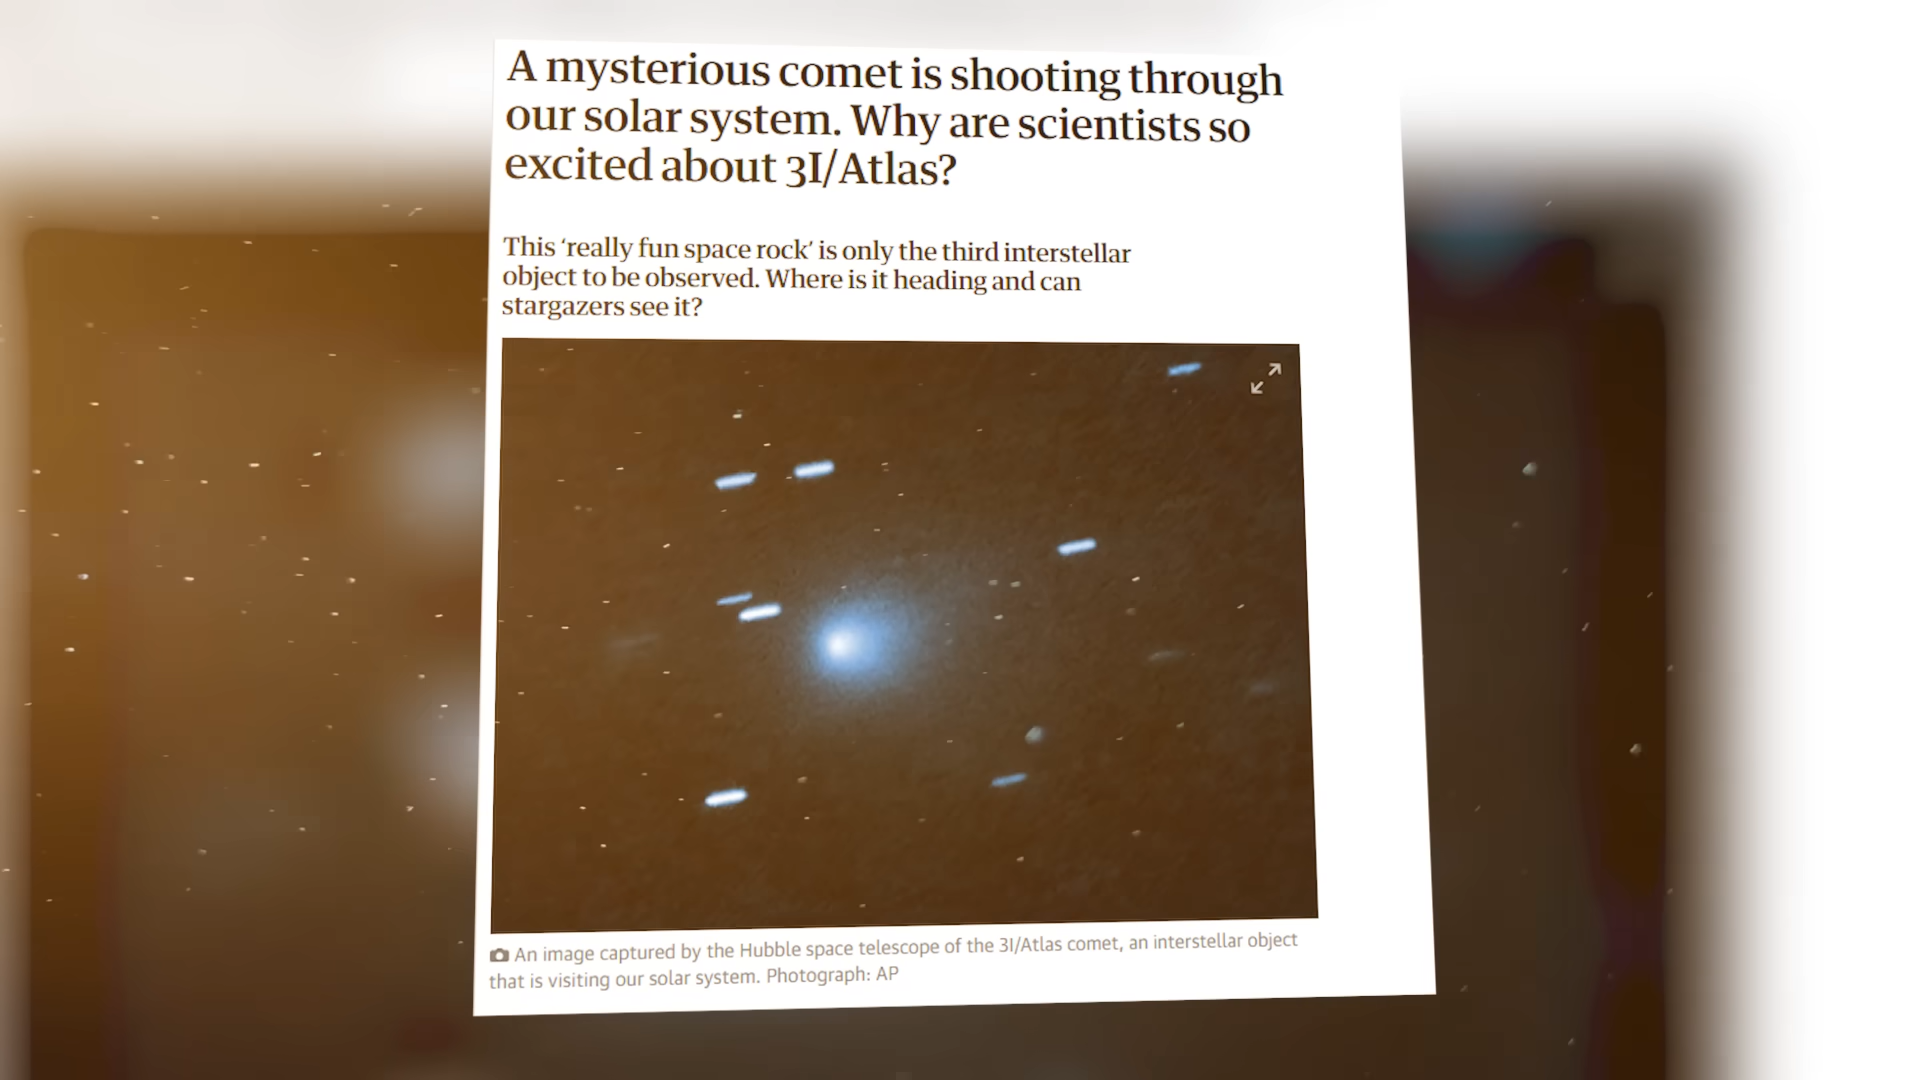 A mysterious comet is shooting through
our solar system. Why are scientists so
excited about 3I/Atlas?
This ‘really fun space rock’ is only the third interstellar
object to be observed. Where is it heading and can
stargazers see it?
An image captured by the Hubble space telescope of the 3I/Atlas comet, an interstellar object
that is visiting our solar system. Photograph: AP